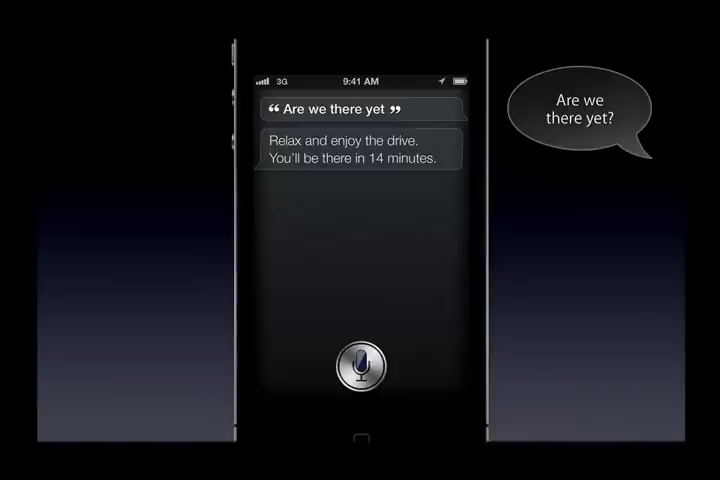 3G 9:41 AM
“ Are we there yet ”
Relax and enjoy the drive.
You'll be there in 14 minutes.
Are we
there yet?